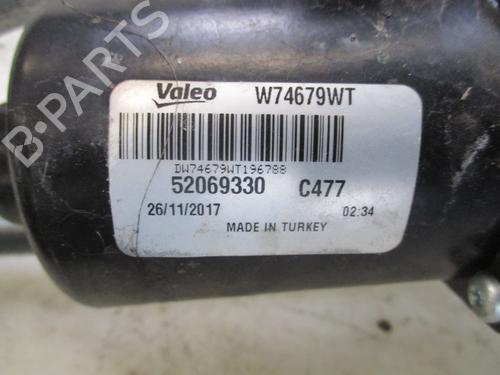 Valeo W74679WT
DW74679WT196788
52069330 C477
26/11/2017 02:34
MADE IN TURKEY
B-PARTS